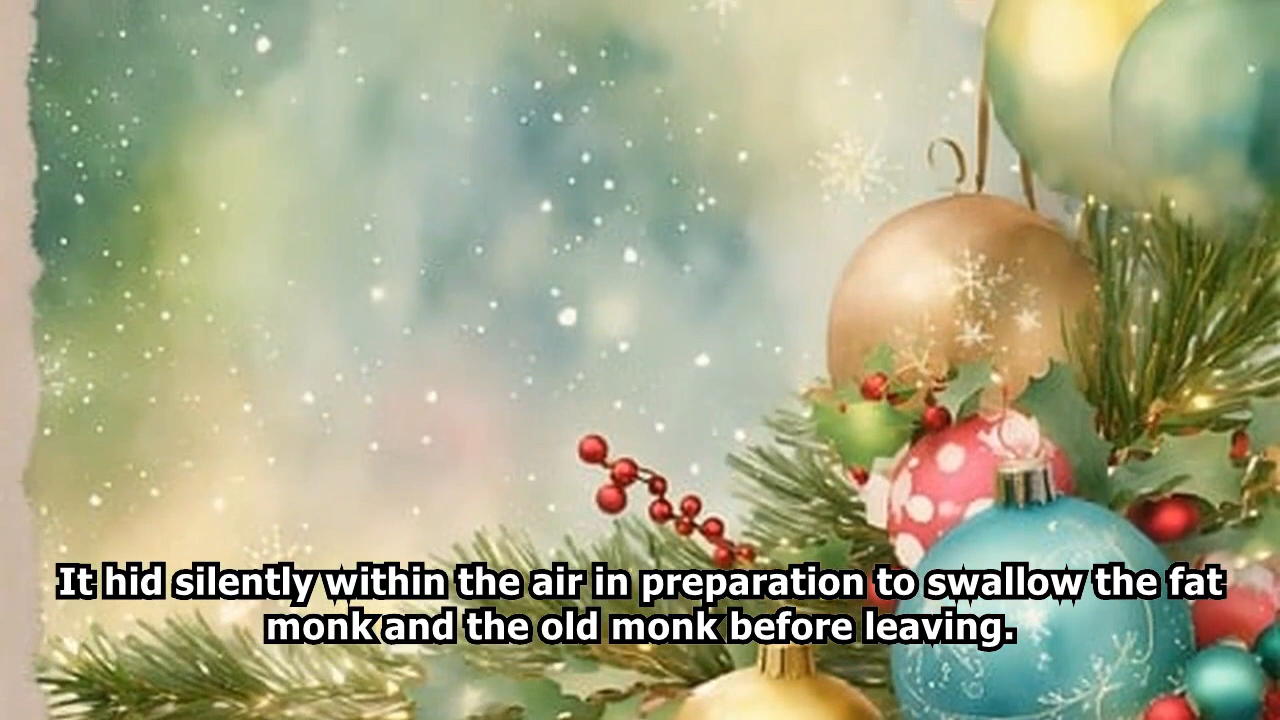 It hid silently within the air in preparation to swallow the fat
monk and the old monk before leaving.